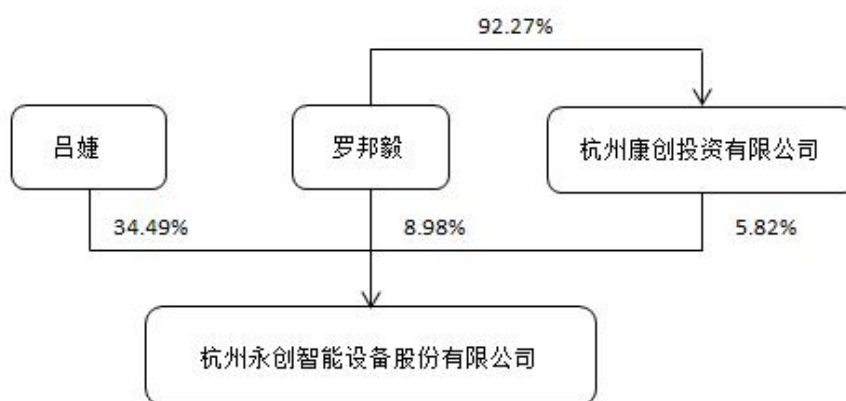 92.27%
吕婕
罗邦毅
杭州康创投资有限公司
34.49%
8.98%
5.82%
杭州永创智能设备股份有限公司